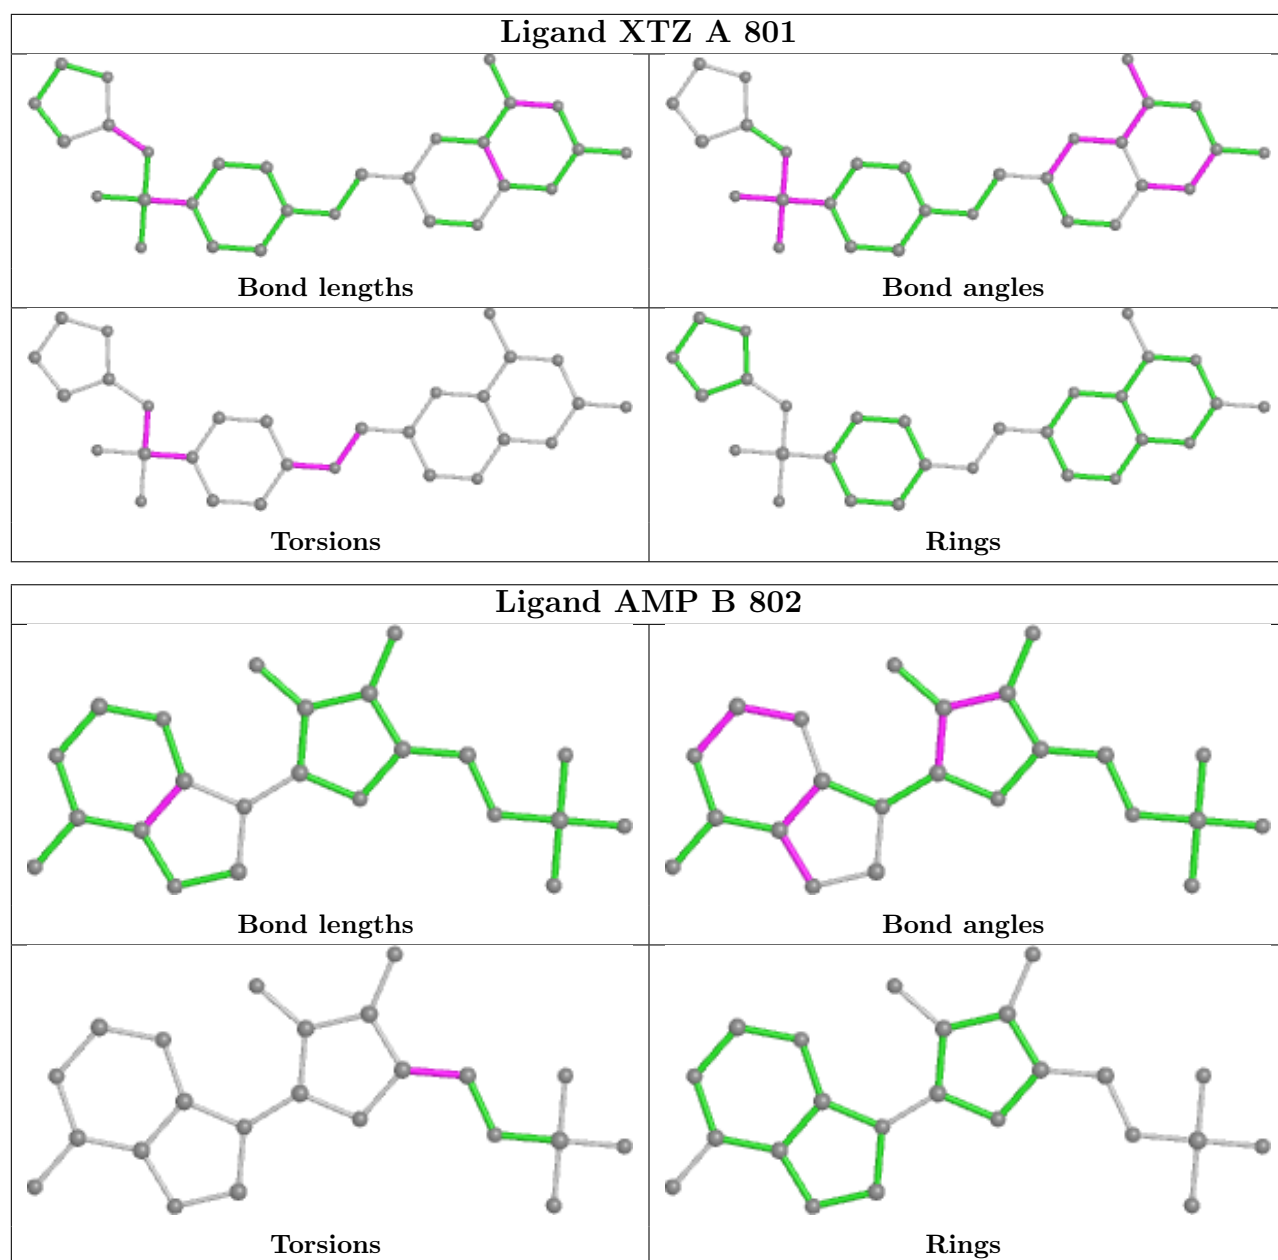 Ligand XTZ A 801
Bond lengths
Bond angles
Torsions
Rings
Ligand AMP B 802
Bond lengths
Bond angles
Torsions
Rings